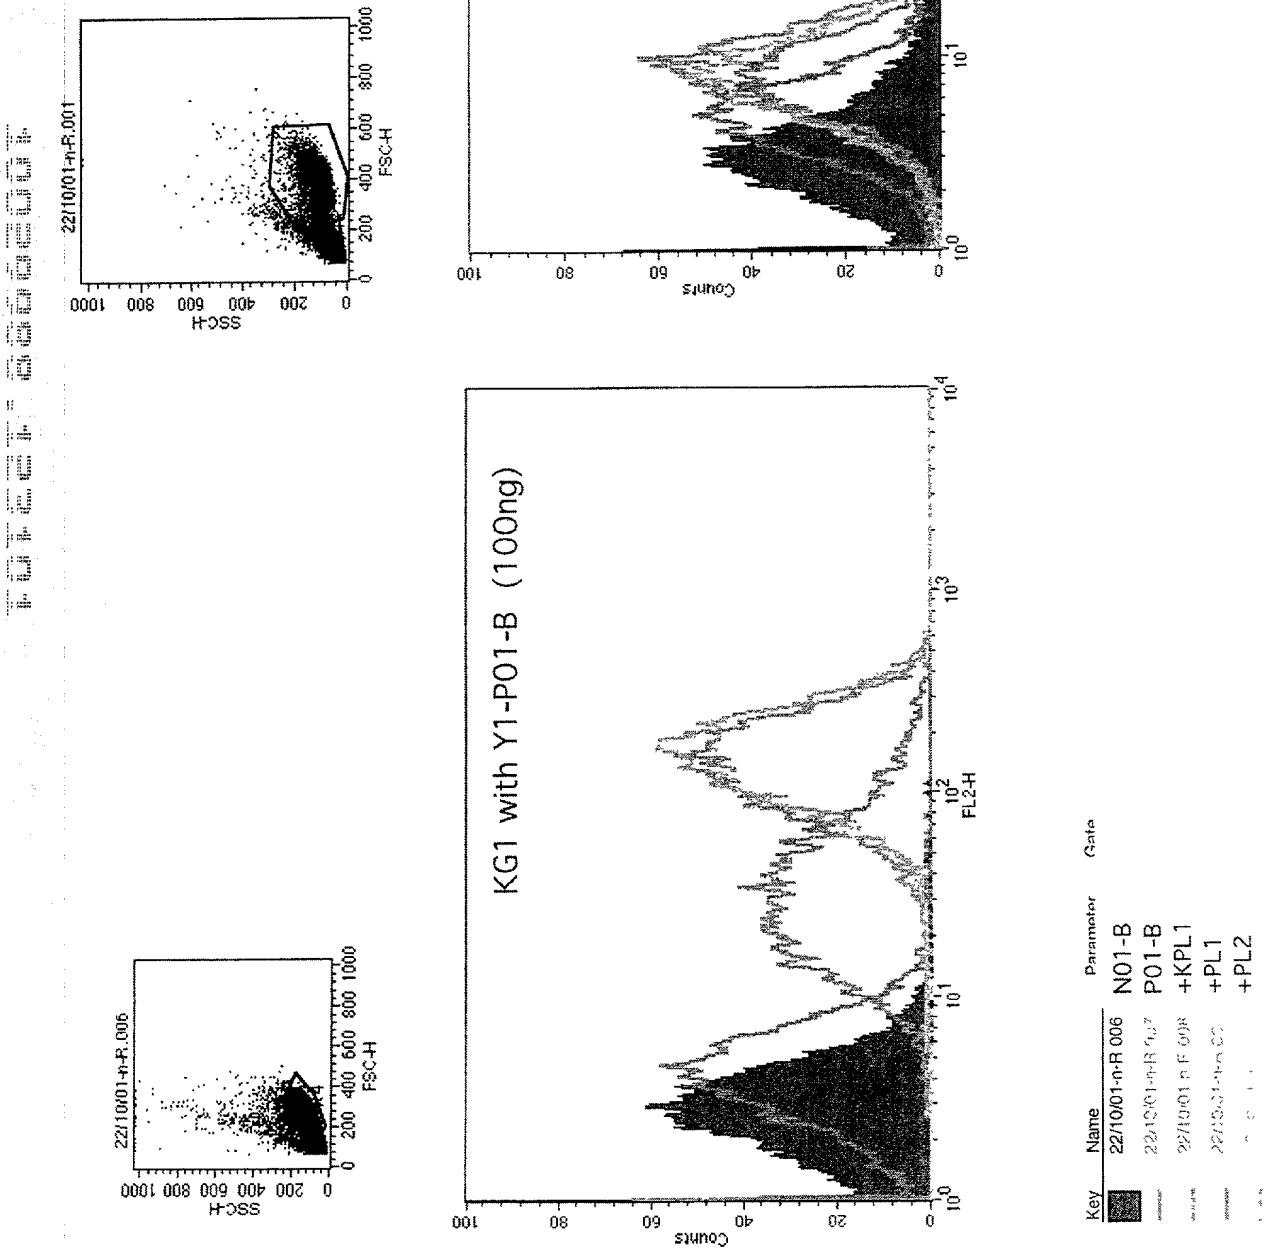 22/10/01-n-R.006
SSC-H
1000 800 600 400 200 0
0 200 400 600 800 1000
FSC-H
22/10/01-n-R.001
SSC-H
1000 800 600 400 200 0
0 200 400 600 800 1000
FSC-H
KG1 with Y1-P01-B (100ng)
Counts
100 80 60 40 20 0
10^0 10^1 10^2 10^3 10^4
FL2-H
Counts
100 80 60 40 20 0
10^0 10^1
Key Name Parameter Gate
22/10/01-n-R 006 N01-B
P01-B
+KPL1
+PL1
+PL2